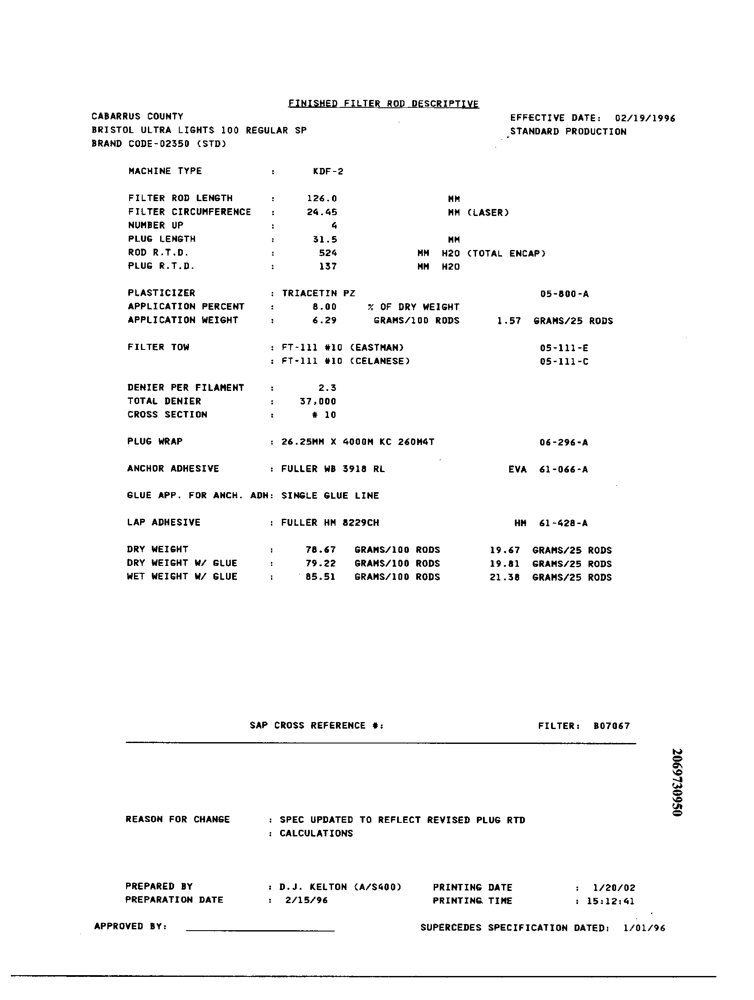 FINISHED FILTER ROD DESCRIPTIVE
CABARRUS COUNTY EFFECTIVE DATE: 02/19/1996
BRISTOL ULTRA LIGHTS 100 REGULAR SP STANDARD PRODUCTION
BRAND CODE-02350 (STD)
MACHINE TYPE : KDF-2
FILTER ROD LENGTH : 126.0 MM
FILTER CIRCUMFERENCE : 24.45 MM (LASER)
NUMBER UP : 4
PLUG LENGTH : 31.5 MM
ROD R.T.D. : 524 MM H2O (TOTAL ENCAP)
PLUG R.T.D. : 137 MM H2O
PLASTICIZER : TRIACETIN PZ 05-800-A
APPLICATION PERCENT : 8.00 % OF DRY WEIGHT
APPLICATION WEIGHT : 6.29 GRAMS/100 RODS 1.57 GRAMS/25 RODS
FILTER TOW : FT-111 #10 (EASTMAN) 05-111-E
: FT-111 #10 (CELANESE) 05-111-C
DENIER PER FILAMENT : 2.3
TOTAL DENIER : 37,000
CROSS SECTION : # 10
PLUG WRAP : 26.25MM X 4000M KC 260M4T 06-296-A
ANCHOR ADHESIVE : FULLER WB 3918 RL EVA 61-066-A
GLUE APP. FOR ANCH. ADH: SINGLE GLUE LINE
LAP ADHESIVE : FULLER HM 8229CH HM 61-428-A
DRY WEIGHT : 78.67 GRAMS/100 RODS 19.67 GRAMS/25 RODS
DRY WEIGHT W/ GLUE : 79.22 GRAMS/100 RODS 19.81 GRAMS/25 RODS
WET WEIGHT W/ GLUE : 85.51 GRAMS/100 RODS 21.38 GRAMS/25 RODS
SAP CROSS REFERENCE #: FILTER: B07067
2069730950
REASON FOR CHANGE : SPEC UPDATED TO REFLECT REVISED PLUG RTD
: CALCULATIONS
PREPARED BY : D.J. KELTON (A/S400) PRINTING DATE : 1/20/02
PREPARATION DATE : 2/15/96 PRINTING TIME : 15:12:41
APPROVED BY: SUPERCEDES SPECIFICATION DATED: 1/01/96